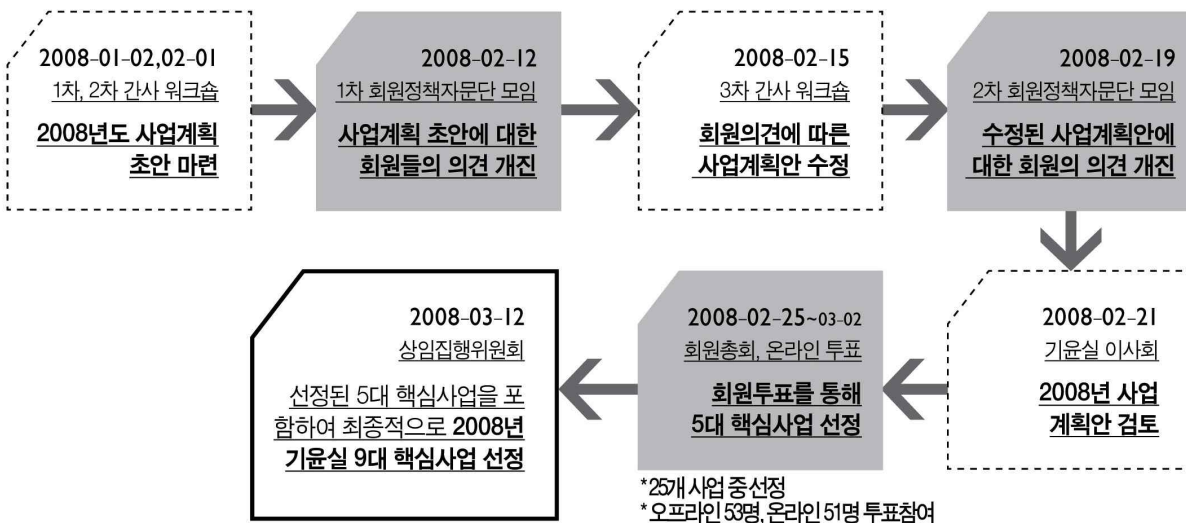 2008-01-02,02-01
1차, 2차 간사 워크숍
2008년도 사업계획
초안 마련
2008-02-12
1차 회원정책자문단 모임
사업계획 초안에 대한
회원들의 의견 개진
2008-02-15
3차 간사 워크숍
회원의견에 따른
사업계획안 수정
2008-02-19
2차 회원정책자문단 모임
수정된 사업계획안에
대한 회원의 의견 개진
2008-02-21
기윤실 이사회
2008년 사업
계획안 검토
2008-02-25~03-02
회원총회, 온라인 투표
회원투표를 통해
5대 핵심사업 선정
*25개 사업 중 선정
*오프라인 53명, 온라인 51명 투표참여
2008-03-12
상임집행위원회
선정된 5대 핵심사업을 포
함하여 최종적으로 2008년
기윤실 9대 핵심사업 선정